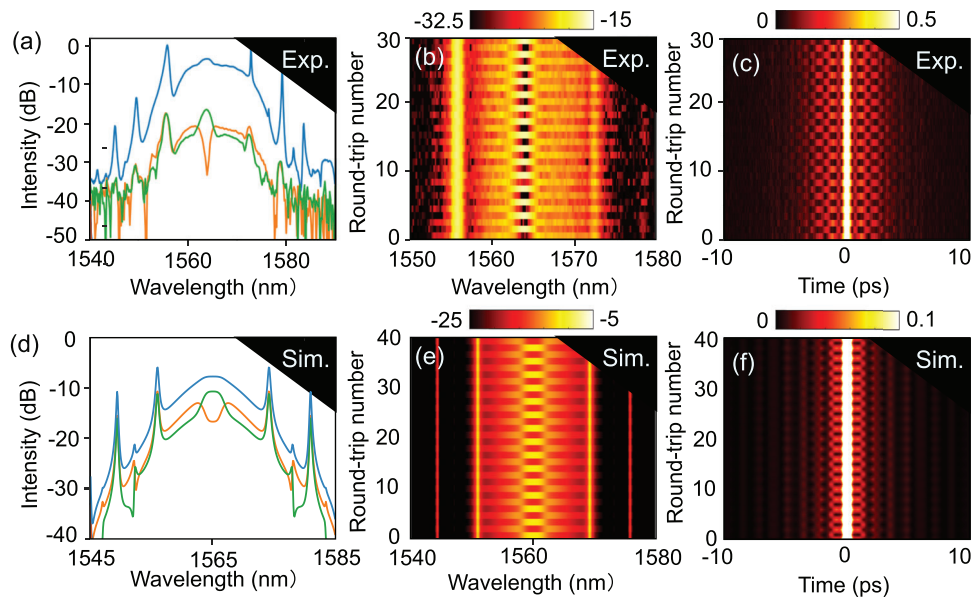 -32.5 -15 0 0.5
(a) 0 -10 -20 -30 -40 -50 Intensity (dB) Exp. 1540 1560 1580 Wavelength (nm)
(b) 30 20 10 0 Round-trip number Exp. 1550 1560 1570 1580 Wavelength (nm)
(c) 30 20 10 0 Round-trip number Exp. -10 0 10 Time (ps)
-25 -5 0 0.1
(d) 0 -10 -20 -30 -40 Intensity (dB) Sim. 1545 1565 1585 Wavelength (nm)
(e) 40 30 20 10 0 Round-trip number Sim. 1540 1560 1580 Wavelength (nm)
(f) 40 30 20 10 0 Round-trip number Sim. -10 0 10 Time (ps)